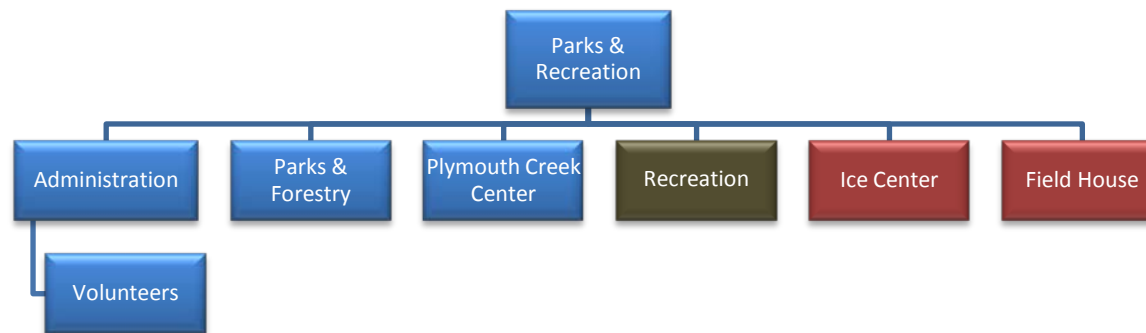 Parks &
Recreation
Administration
Parks &
Forestry
Plymouth Creek
Center
Recreation
Ice Center
Field House
Volunteers